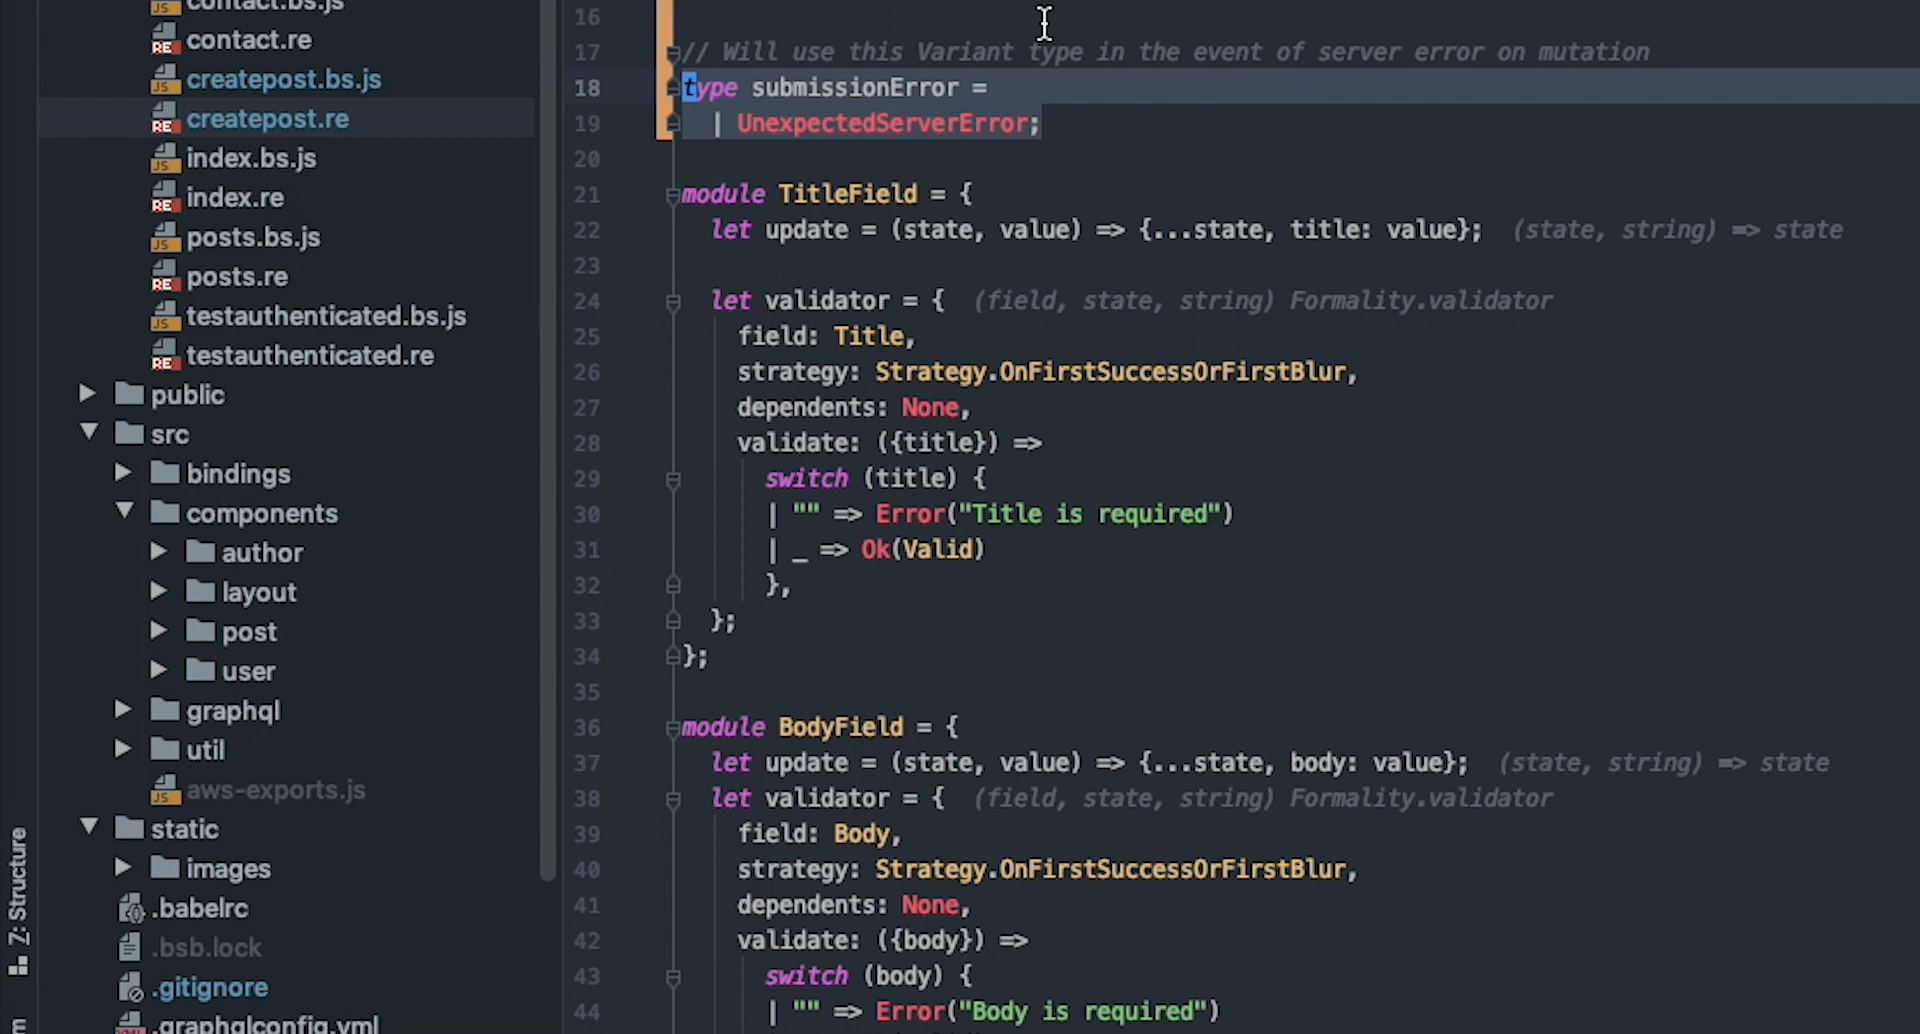 contact.bs.js
contact.re
createpost.bs.js
createpost.re
index.bs.js
index.re
posts.bs.js
posts.re
testauthenticated.bs.js
testauthenticated.re
public
src
bindings
components
author
layout
post
user
graphql
util
aws-exports.js
static
images
.babelrc
.bsb.lock
.gitignore
.graphqlconfig.yml
Z: Structure
16
17 // Will use this Variant type in the event of server error on mutation
18 type submissionError =
19 | UnexpectedServerError;
20
21 module TitleField = {
22 let update = (state, value) => {...state, title: value}; (state, string) => state
23
24 let validator = { (field, state, string) Formality.validator
25 field: Title,
26 strategy: Strategy.OnFirstSuccessOrFirstBlur,
27 dependents: None,
28 validate: ({title}) =>
29 switch (title) {
30 | "" => Error("Title is required")
31 | _ => Ok(Valid)
32 },
33 };
34 };
35
36 module BodyField = {
37 let update = (state, value) => {...state, body: value}; (state, string) => state
38 let validator = { (field, state, string) Formality.validator
39 field: Body,
40 strategy: Strategy.OnFirstSuccessOrFirstBlur,
41 dependents: None,
42 validate: ({body}) =>
43 switch (body) {
44 | "" => Error("Body is required")